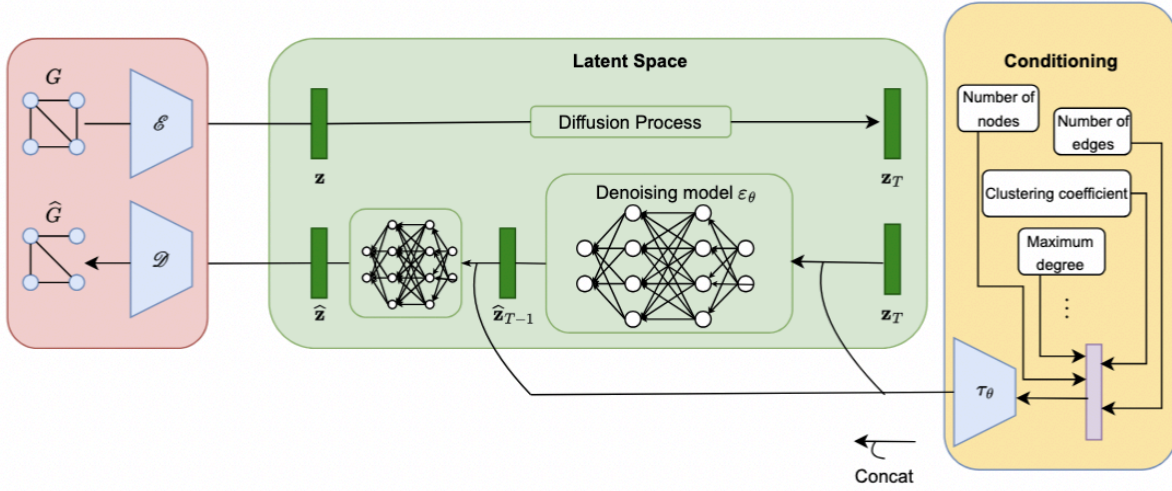 G
ℰ
z
Ĝ
𝒟
ẑ
Latent Space
Diffusion Process
z_T
Denoising model ε_θ
ẑ_{T−1}
z_T
Conditioning
Number of
nodes
Number of
edges
Clustering coefficient
Maximum
degree
⋮
τ_θ
Concat